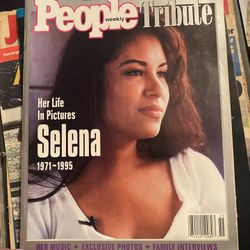 People weekly Tribute
Her Life
In Pictures
Selena
1971–1995
HER MUSIC • EXCLUSIVE PHOTOS • FAMILY INTERVIEWS